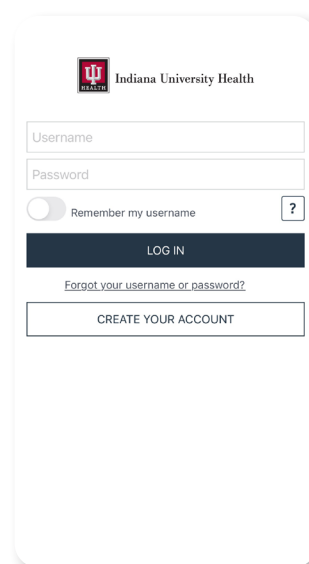 HEALTH
Indiana University Health
Username
Password
Remember my username
?
LOG IN
Forgot your username or password?
CREATE YOUR ACCOUNT